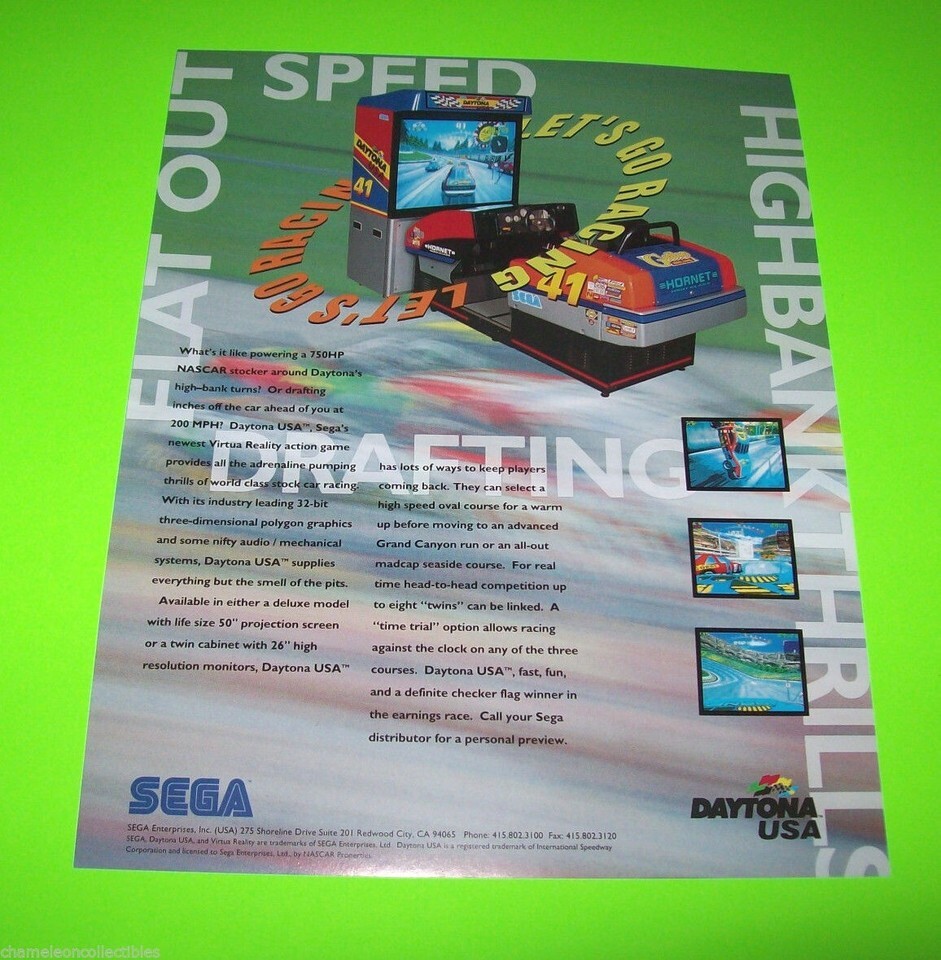 FLAT OUT
SPEED
HIGHBANK THRILLS
DRAFTING
LET'S GO RACING
LET'S GO RACIN
DAYTONA
DAYTONA
41
HORNET
HORNET
41
SEGA
What's it like powering a 750HP
NASCAR stocker around Daytona's
high–bank turns? Or drafting
inches off the car ahead of you at
200 MPH? Daytona USA™, Sega's
newest Virtua Reality action game
provides all the adrenaline pumping
thrills of world class stock car racing.
With its industry leading 32-bit
three-dimensional polygon graphics
and some nifty audio / mechanical
systems, Daytona USA™ supplies
everything but the smell of the pits.
Available in either a deluxe model
with life size 50" projection screen
or a twin cabinet with 26" high
resolution monitors, Daytona USA™
has lots of ways to keep players
coming back. They can select a
high speed oval course for a warm
up before moving to an advanced
Grand Canyon run or an all-out
madcap seaside course. For real
time head-to-head competition up
to eight "twins" can be linked. A
"time trial" option allows racing
against the clock on any of the three
courses. Daytona USA™, fast, fun,
and a definite checker flag winner in
the earnings race. Call your Sega
distributor for a personal preview.
SEGA™
DAYTONA
USA™
SEGA Enterprises, Inc. (USA) 275 Shoreline Drive Suite 201 Redwood City, CA 94065 Phone: 415.802.3100 Fax: 415.802.3120
SEGA, Daytona USA, and Virtua Reality are trademarks of SEGA Enterprises, Ltd. Daytona USA is a registered trademark of International Speedway
Corporation and licensed to Sega Enterprises, Ltd., by NASCAR Properties.
chameleoncollectibles